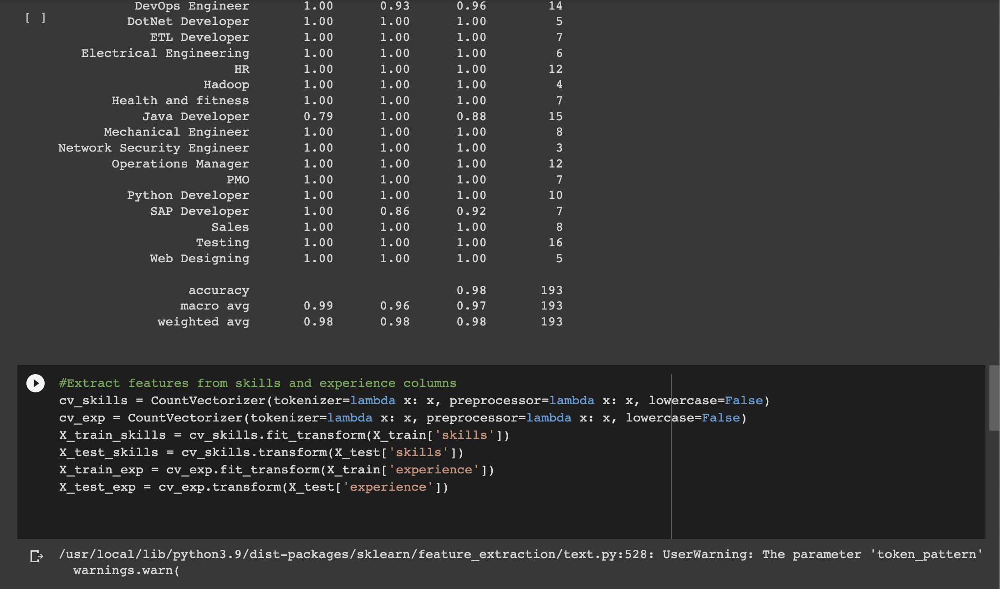 DevOps Engineer 1.00 0.93 0.96 14
[ ]
DotNet Developer 1.00 1.00 1.00 5
ETL Developer 1.00 1.00 1.00 7
Electrical Engineering 1.00 1.00 1.00 6
HR 1.00 1.00 1.00 12
Hadoop 1.00 1.00 1.00 4
Health and fitness 1.00 1.00 1.00 7
Java Developer 0.79 1.00 0.88 15
Mechanical Engineer 1.00 1.00 1.00 8
Network Security Engineer 1.00 1.00 1.00 3
Operations Manager 1.00 1.00 1.00 12
PMO 1.00 1.00 1.00 7
Python Developer 1.00 1.00 1.00 10
SAP Developer 1.00 0.86 0.92 7
Sales 1.00 1.00 1.00 8
Testing 1.00 1.00 1.00 16
Web Designing 1.00 1.00 1.00 5
accuracy 0.98 193
macro avg 0.99 0.96 0.97 193
weighted avg 0.98 0.98 0.98 193
#Extract features from skills and experience columns
cv_skills = CountVectorizer(tokenizer=lambda x: x, preprocessor=lambda x: x, lowercase=False)
cv_exp = CountVectorizer(tokenizer=lambda x: x, preprocessor=lambda x: x, lowercase=False)
X_train_skills = cv_skills.fit_transform(X_train['skills'])
X_test_skills = cv_skills.transform(X_test['skills'])
X_train_exp = cv_exp.fit_transform(X_train['experience'])
X_test_exp = cv_exp.transform(X_test['experience'])
/usr/local/lib/python3.9/dist-packages/sklearn/feature_extraction/text.py:528: UserWarning: The parameter 'token_pattern'
warnings.warn(